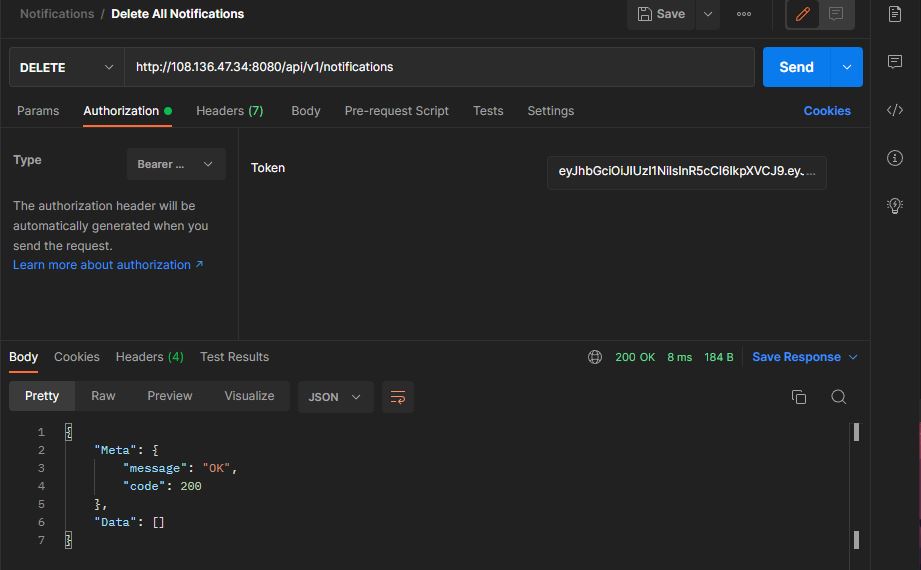 Notifications / Delete All Notifications
Save
DELETE
http://108.136.47.34:8080/api/v1/notifications
Send
Params Authorization Headers (7) Body Pre-request Script Tests Settings Cookies
Type
Bearer ...
Token
eyJhbGciOiJIUzI1NiIsInR5cCI6IkpXVCJ9.ey...
The authorization header will be
automatically generated when you
send the request.
Learn more about authorization ↗
Body Cookies Headers (4) Test Results
200 OK 8 ms 184 B Save Response
Pretty Raw Preview Visualize JSON
1 {
2 "Meta": {
3 "message": "OK",
4 "code": 200
5 },
6 "Data": []
7 }